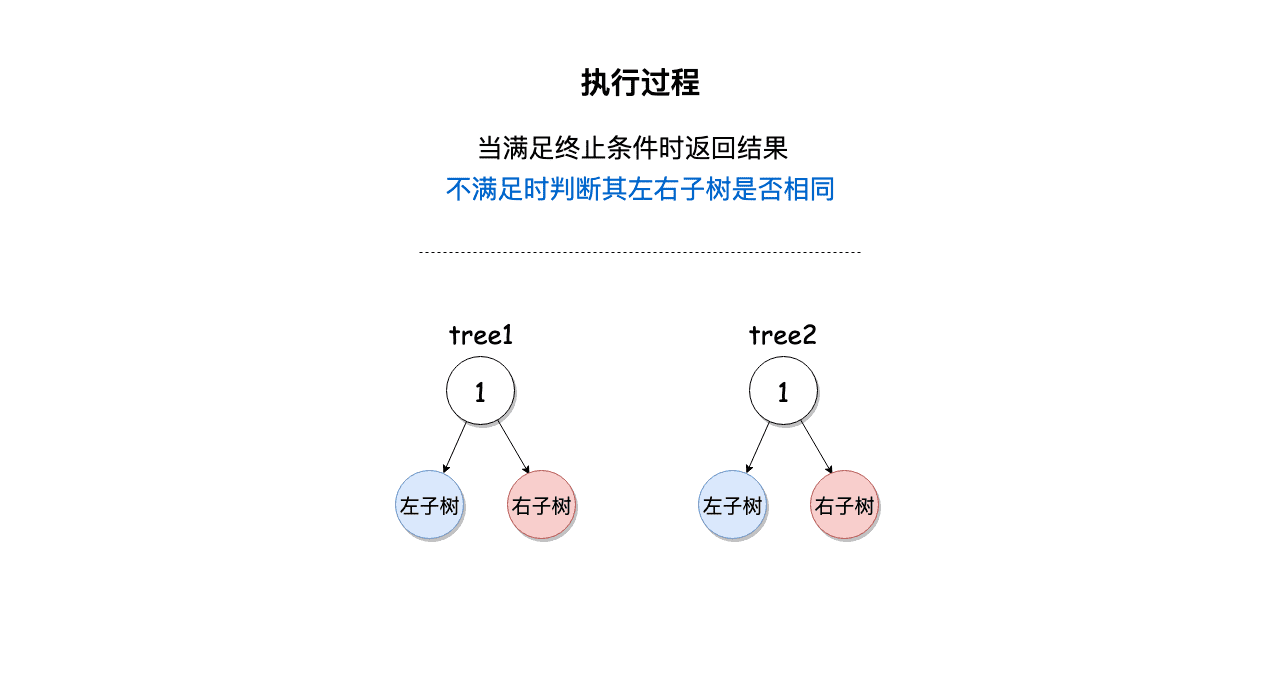 执行过程
当满足终止条件时返回结果
不满足时判断其左右子树是否相同
tree1
tree2
1
1
左子树
右子树
左子树
右子树